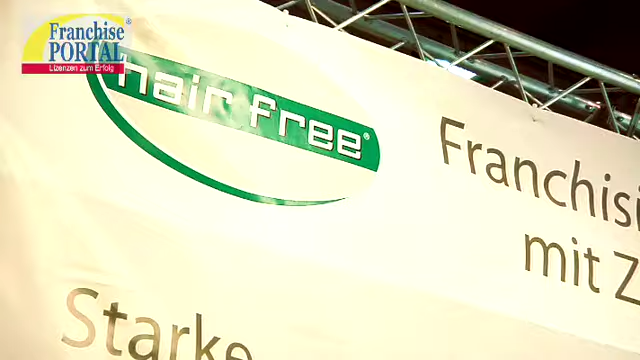 Franchise®
PORTAL
Lizenzen zum Erfolg
hair free®
Franchisi
mit Z
Starke